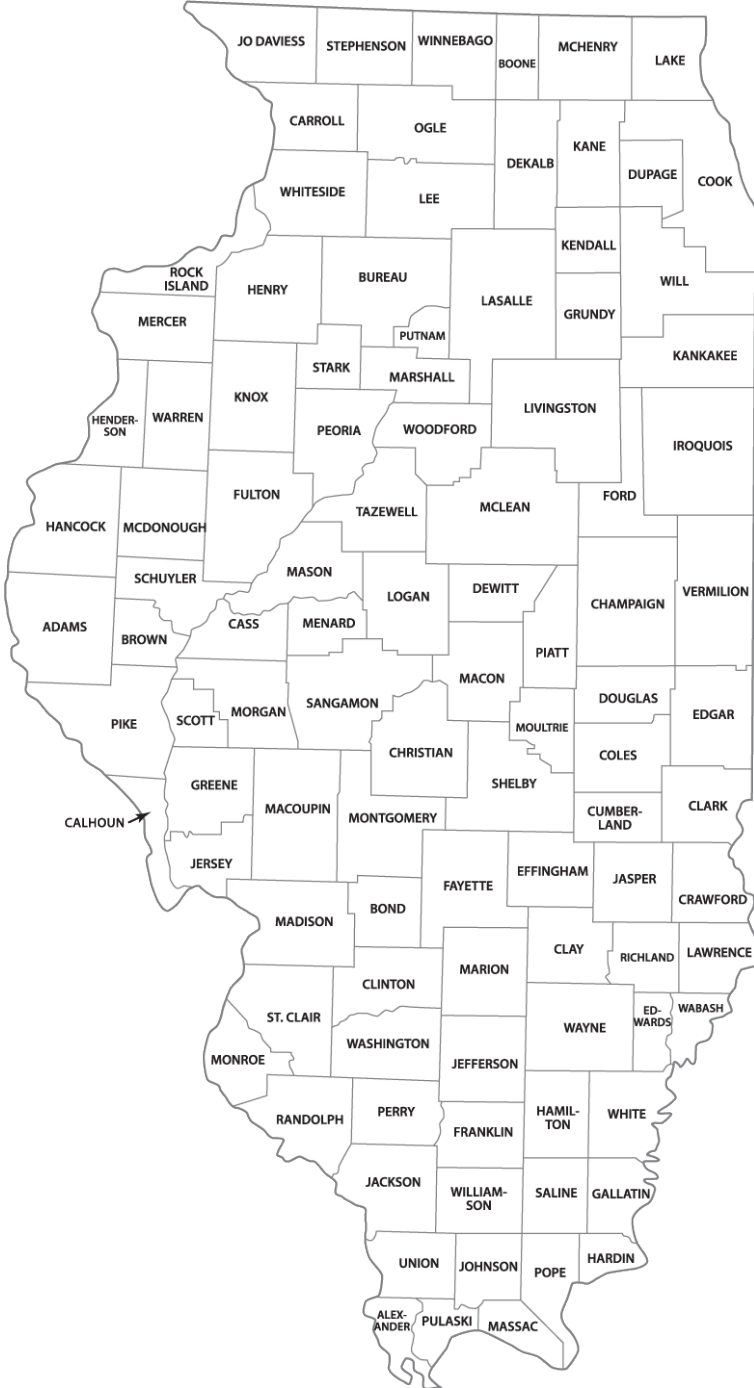 JO DAVIESS
STEPHENSON
WINNEBAGO
BOONE
MCHENRY
LAKE
CARROLL
OGLE
DEKALB
KANE
DUPAGE
COOK
WHITESIDE
LEE
KENDALL
ROCK
ISLAND
HENRY
BUREAU
LASALLE
GRUNDY
WILL
MERCER
PUTNAM
KANKAKEE
STARK
MARSHALL
HENDER-
SON
WARREN
KNOX
PEORIA
WOODFORD
LIVINGSTON
IROQUOIS
HANCOCK
MCDONOUGH
FULTON
TAZEWELL
MCLEAN
FORD
SCHUYLER
MASON
LOGAN
DEWITT
CHAMPAIGN
VERMILION
ADAMS
BROWN
CASS
MENARD
PIATT
PIKE
SCOTT
MORGAN
SANGAMON
MACON
DOUGLAS
EDGAR
CHRISTIAN
MOULTRIE
COLES
GREENE
MACOUPIN
MONTGOMERY
SHELBY
CUMBER-
LAND
CLARK
CALHOUN
JERSEY
FAYETTE
EFFINGHAM
JASPER
CRAWFORD
MADISON
BOND
CLAY
RICHLAND
LAWRENCE
CLINTON
MARION
ST. CLAIR
WAYNE
ED-
WARDS
WABASH
MONROE
WASHINGTON
JEFFERSON
RANDOLPH
PERRY
FRANKLIN
HAMIL-
TON
WHITE
JACKSON
WILLIAM-
SON
SALINE
GALLATIN
UNION
JOHNSON
POPE
HARDIN
ALEX-
ANDER
PULASKI
MASSAC